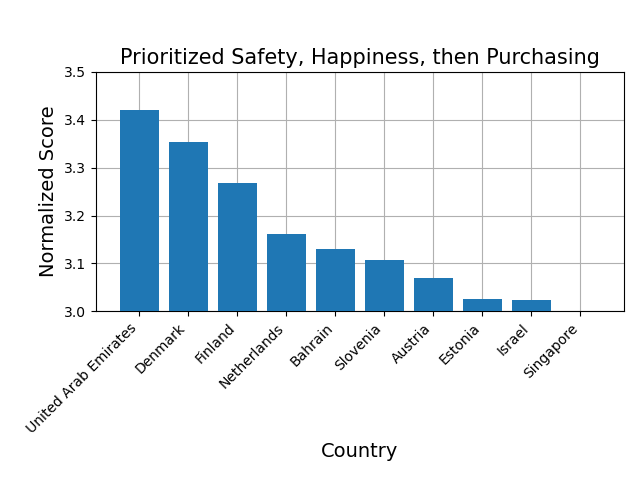 Prioritized Safety, Happiness, then Purchasing
Normalized Score
3.5
3.4
3.3
3.2
3.1
3.0
United Arab Emirates
Denmark
Finland
Netherlands
Bahrain
Slovenia
Austria
Estonia
Israel
Singapore
Country